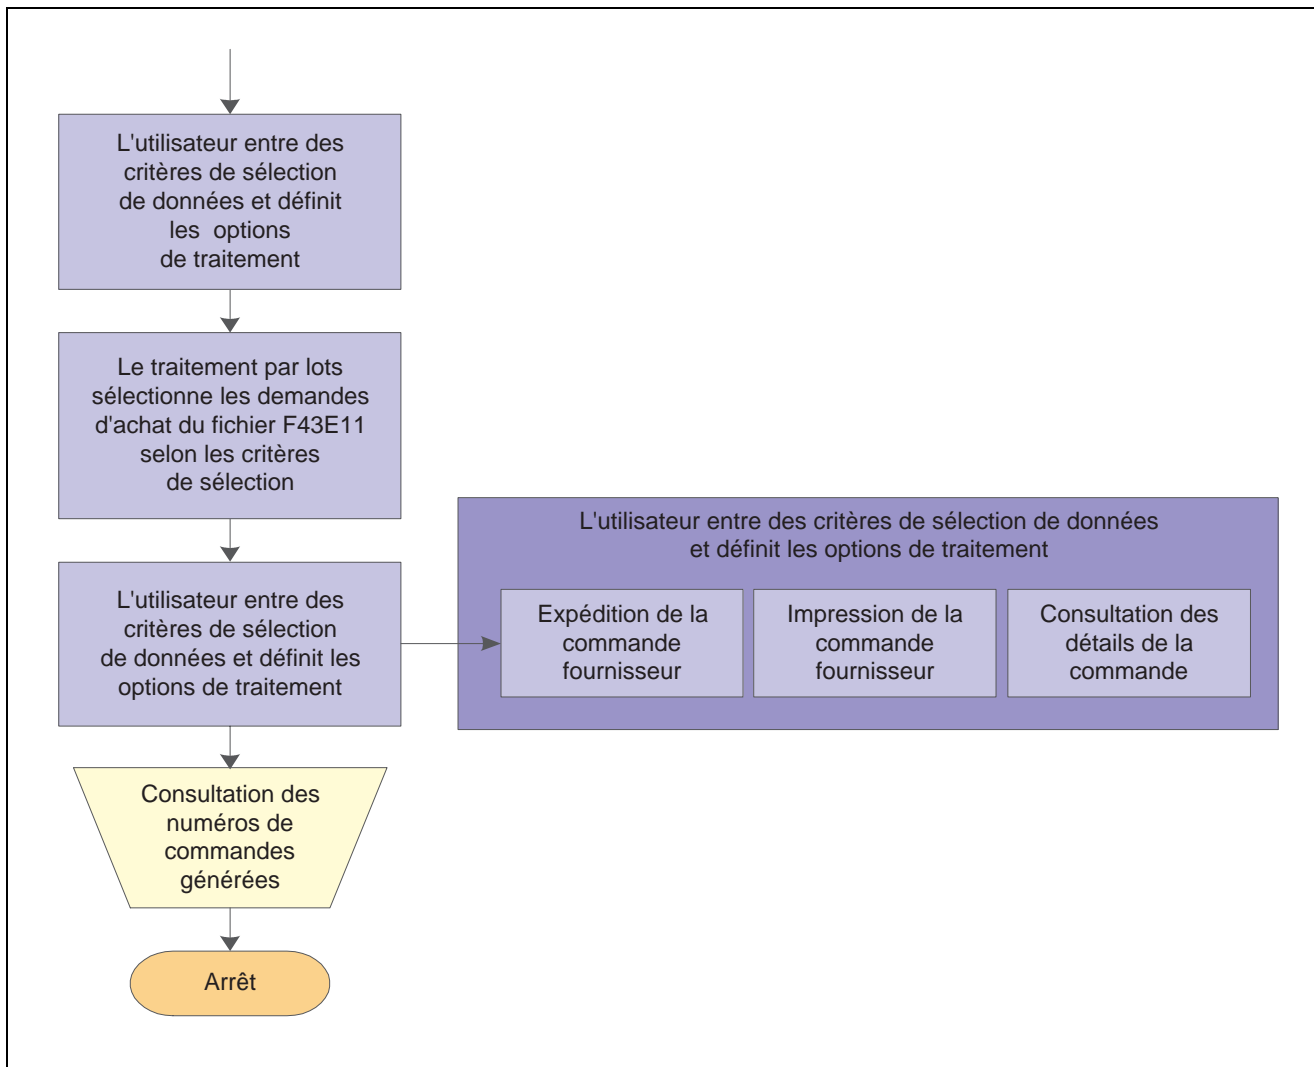 L'utilisateur entre des
critères de sélection
de données et définit
les  options
de traitement
Le traitement par lots
sélectionne les demandes
d'achat du fichier F43E11
selon les critères
de sélection
L'utilisateur entre des
critères de sélection
de données et définit les
options de traitement
L'utilisateur entre des critères de sélection de données
et définit les options de traitement
Expédition de la
commande
fournisseur
Impression de la
commande
fournisseur
Consultation des
détails de la
commande
Consultation des
numéros de
commandes
générées
Arrêt